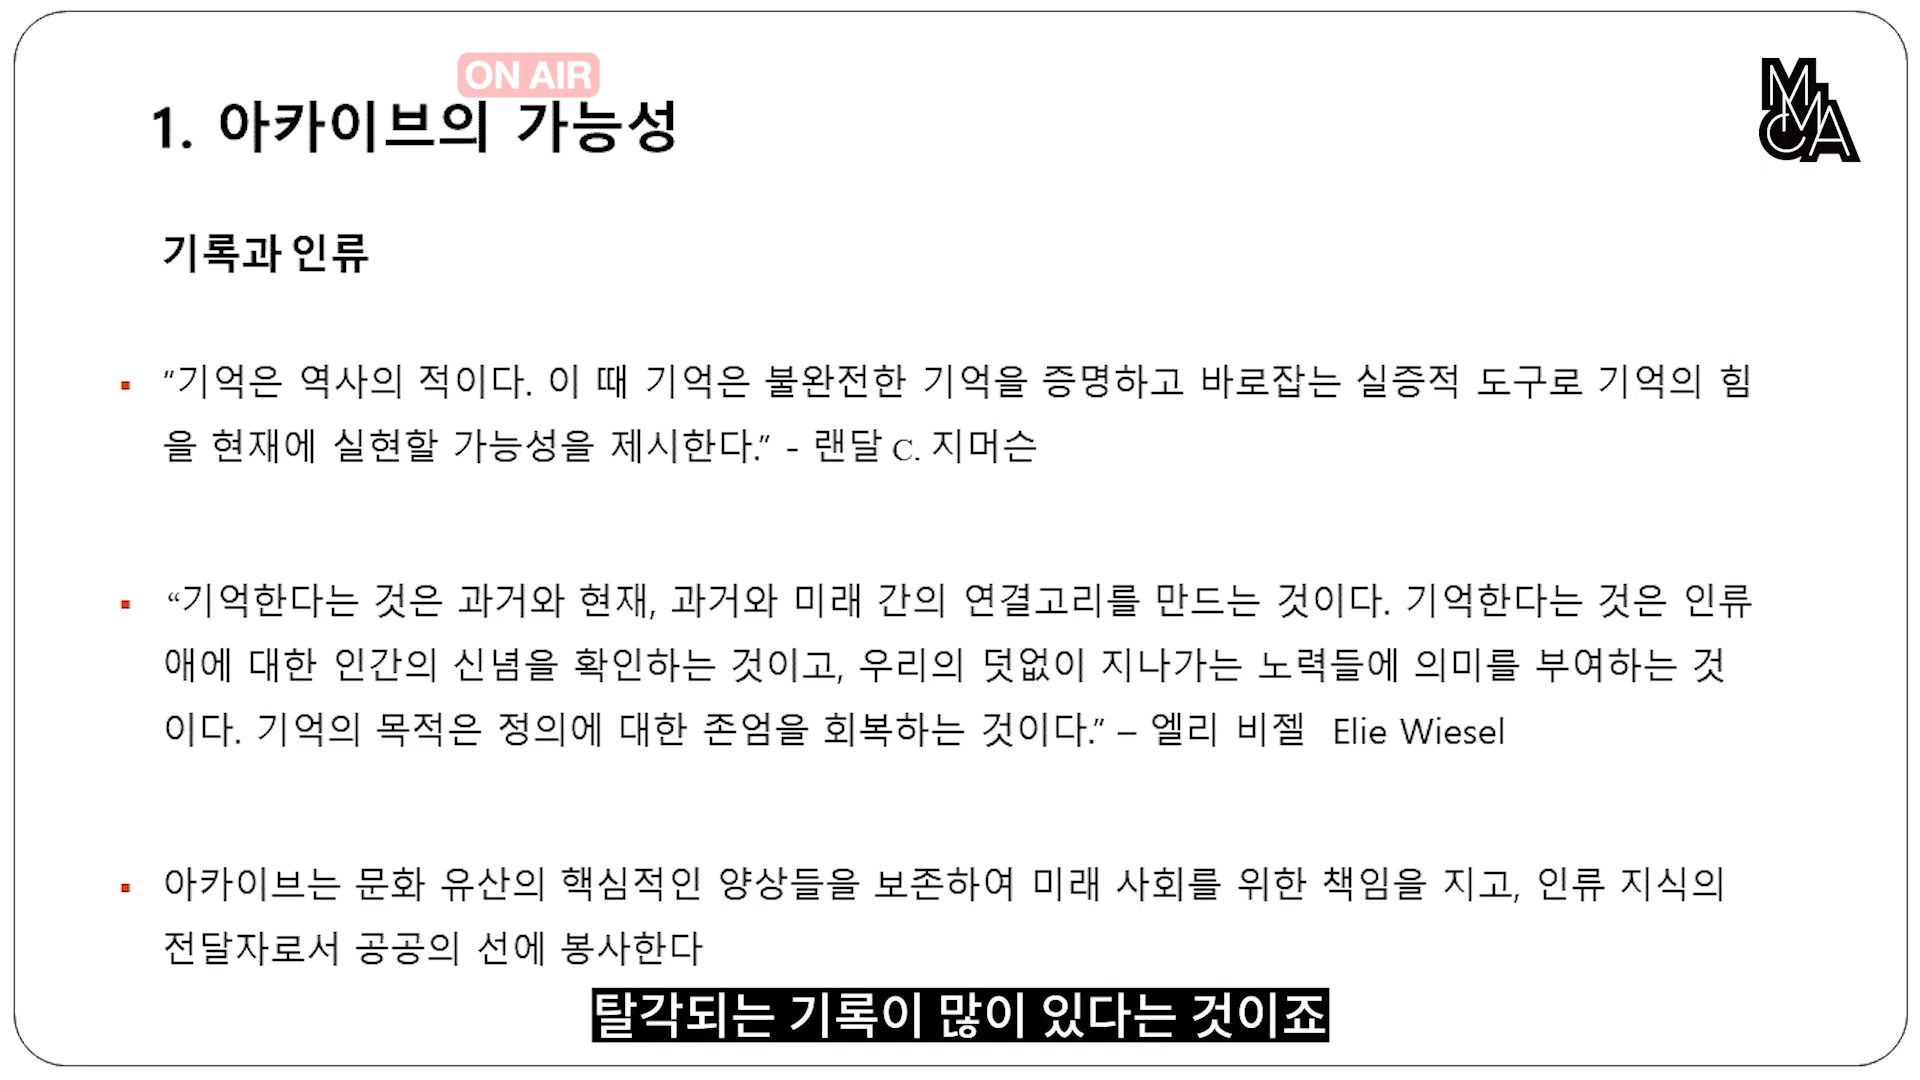 ON AIR
1. 아카이브의 가능성
MMCA
기록과 인류
▪ "기억은 역사의 적이다. 이 때 기억은 불완전한 기억을 증명하고 바로잡는 실증적 도구로 기억의 힘
을 현재에 실현할 가능성을 제시한다." - 랜달 C. 지머슨
▪ “기억한다는 것은 과거와 현재, 과거와 미래 간의 연결고리를 만드는 것이다. 기억한다는 것은 인류
애에 대한 인간의 신념을 확인하는 것이고, 우리의 덧없이 지나가는 노력들에 의미를 부여하는 것
이다. 기억의 목적은 정의에 대한 존엄을 회복하는 것이다.” – 엘리 비젤 Elie Wiesel
▪ 아카이브는 문화 유산의 핵심적인 양상들을 보존하여 미래 사회를 위한 책임을 지고, 인류 지식의
전달자로서 공공의 선에 봉사한다
탈각되는 기록이 많이 있다는 것이죠